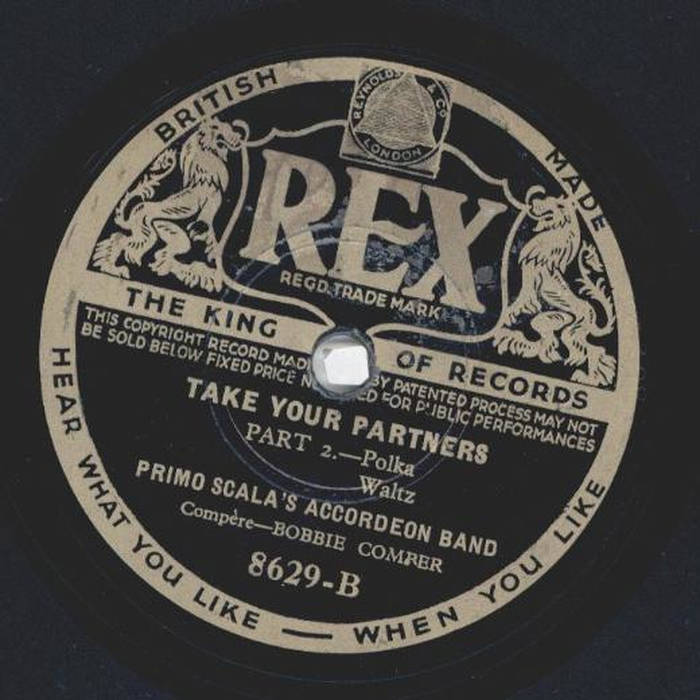 BRITISH
MADE
REYNOLDS & CO
LONDON
REX
REGD. TRADE MARK
THE KING OF RECORDS
THIS COPYRIGHT RECORD MADE BY PATENTED PROCESS MAY NOT
BE SOLD BELOW FIXED PRICE FOR PUBLIC PERFORMANCES
TAKE YOUR PARTNERS
PART 2.—Polka
Waltz
PRIMO SCALA'S ACCORDEON BAND
Compère—BOBBIE COMBER
8629-B
HEAR WHAT YOU LIKE — WHEN YOU LIKE